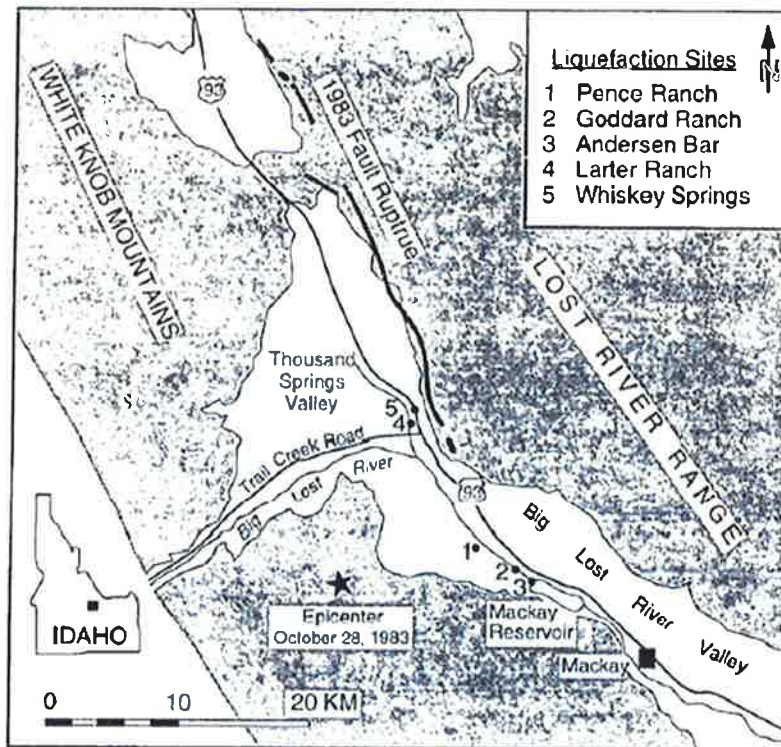 Liquefaction Sites
1 Pence Ranch
2 Goddard Ranch
3 Andersen Bar
4 Larter Ranch
5 Whiskey Springs
N
93
WHITE KNOB MOUNTAINS
1983 Fault Ruptrue
LOST RIVER RANGE
Thousand
Springs
Valley
5
4
Trail Creek Road
Big Lost River
93
Big Lost River Valley
1
2
3
Epicenter
October 28, 1983
Mackay
Reservoir
Mackay
IDAHO
0 10 20 KM